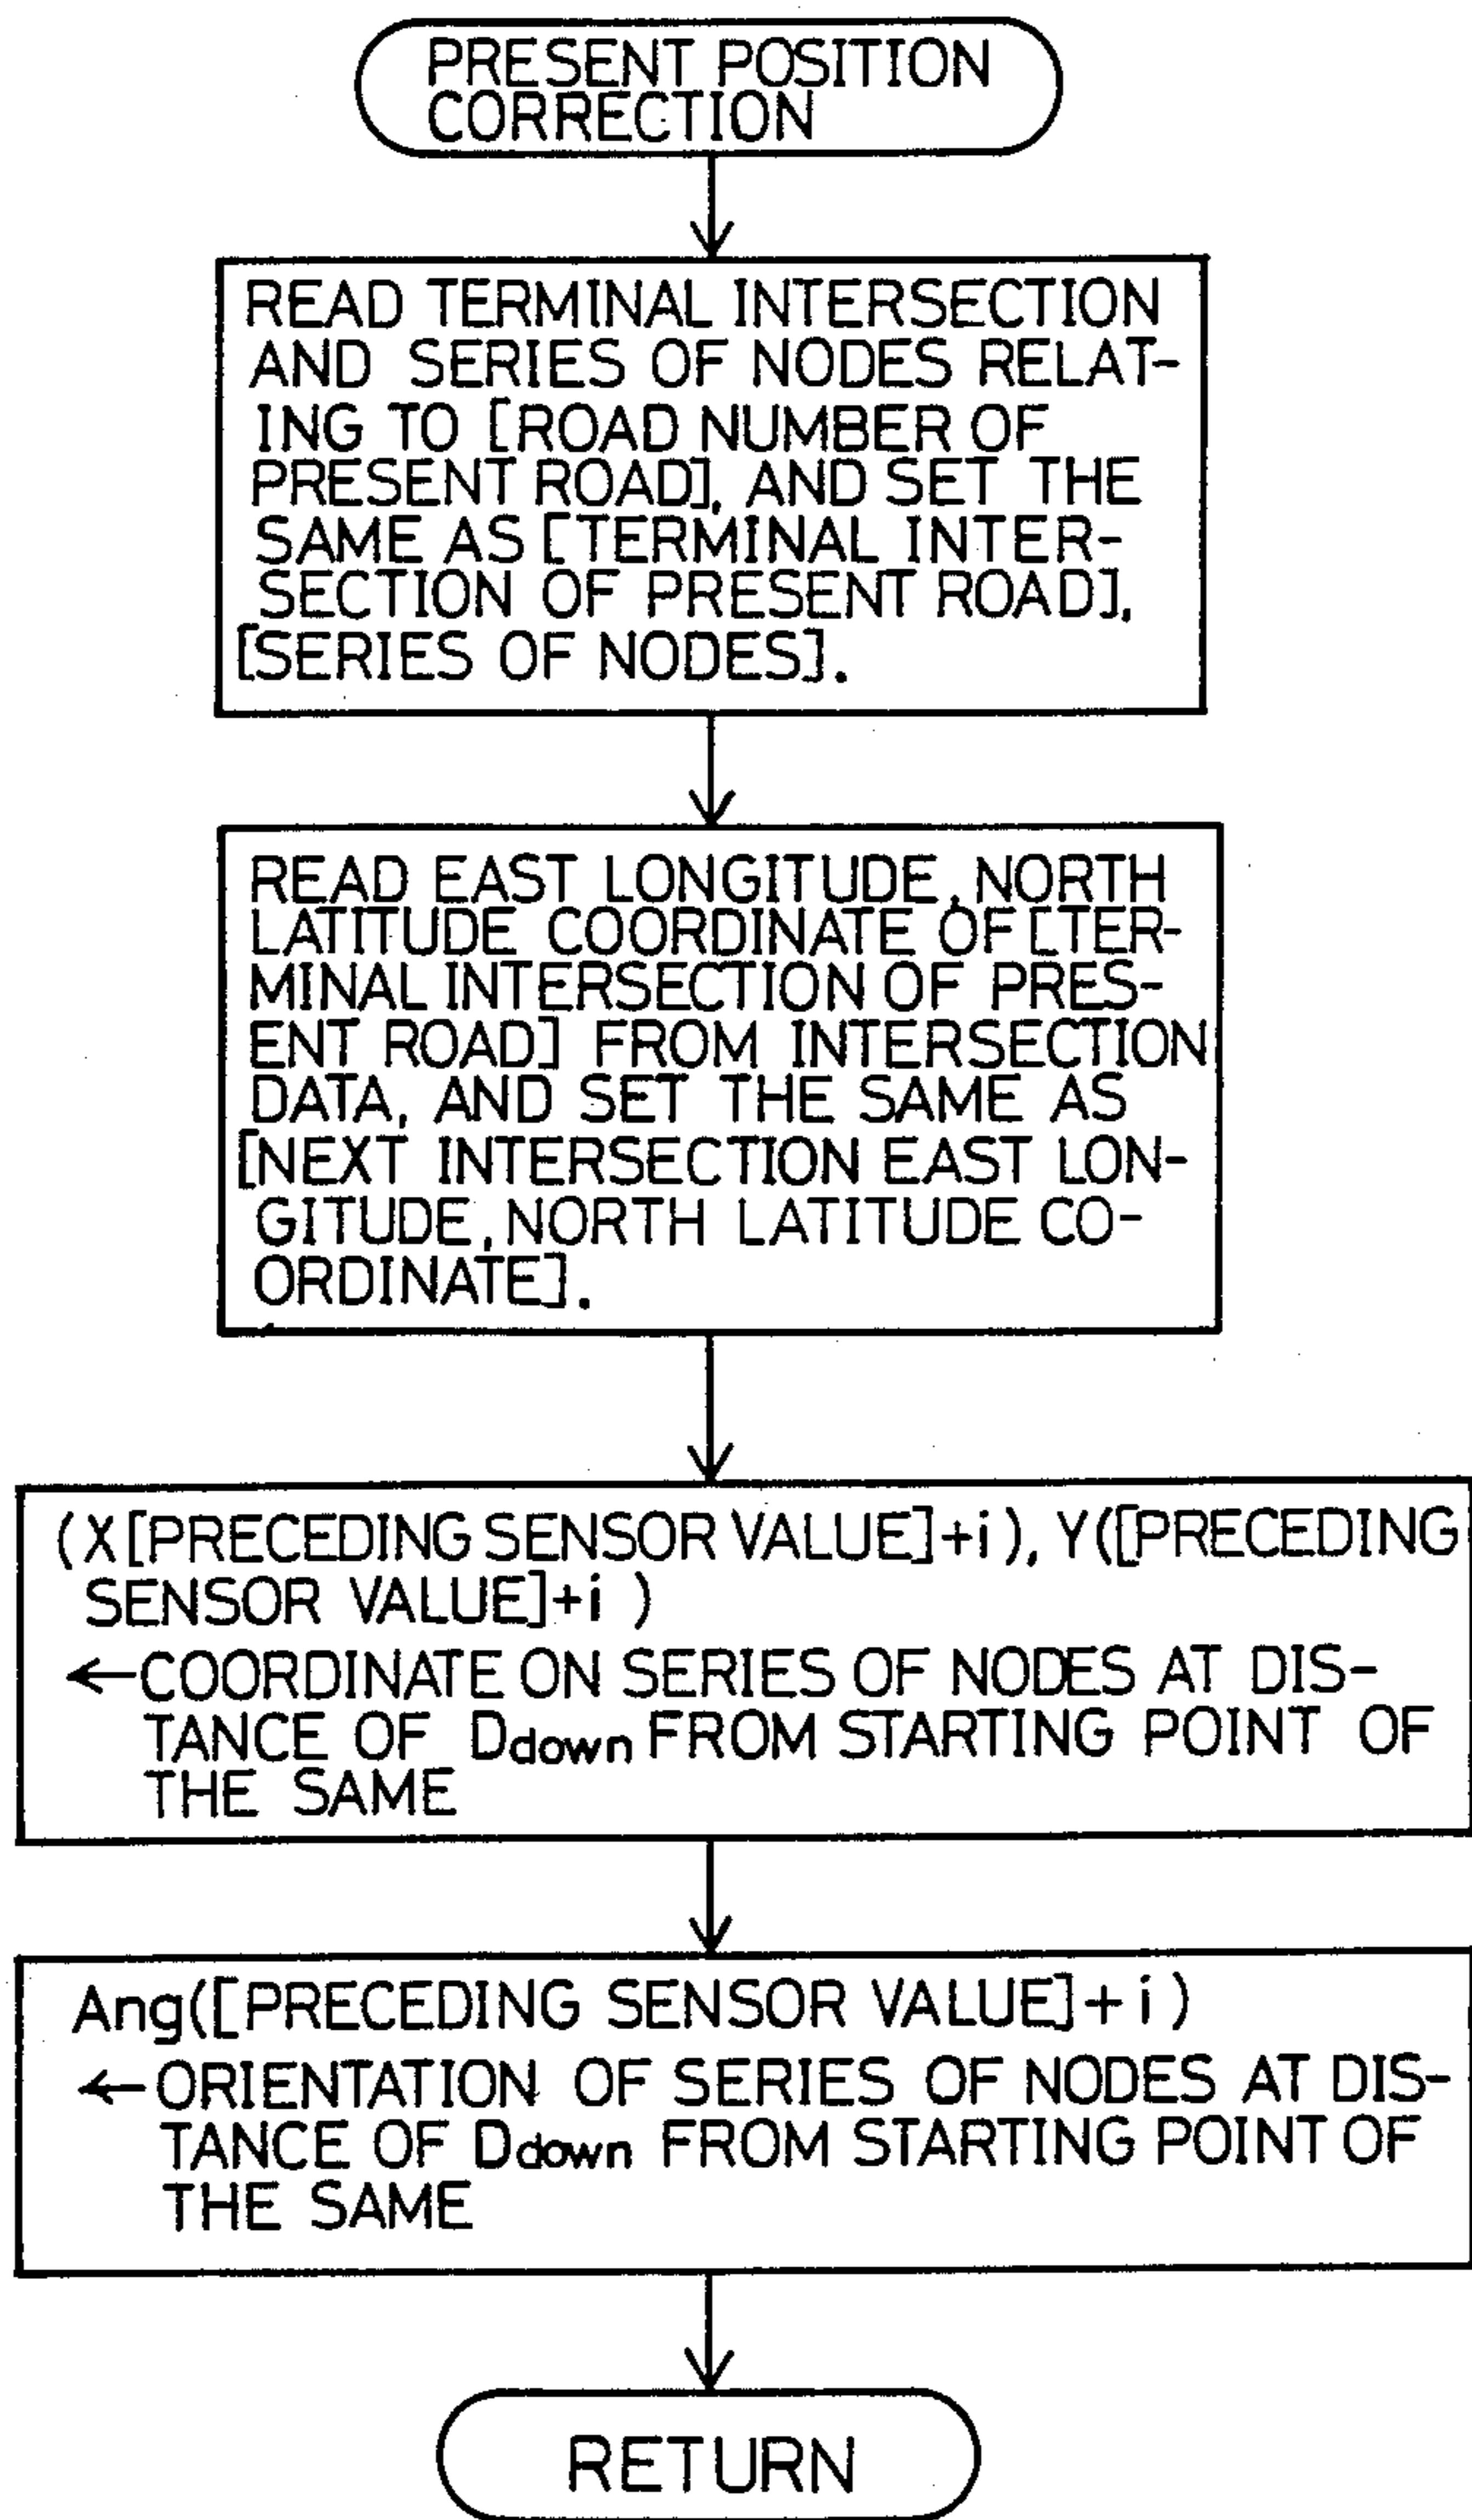 PRESENT POSITION
CORRECTION
READ TERMINAL INTERSECTION
AND SERIES OF NODES RELAT-
ING TO [ROAD NUMBER OF
PRESENT ROAD], AND SET THE
SAME AS [TERMINAL INTER-
SECTION OF PRESENT ROAD],
[SERIES OF NODES].
READ EAST LONGITUDE, NORTH
LATITUDE COORDINATE OF [TER-
MINAL INTERSECTION OF PRES-
ENT ROAD] FROM INTERSECTION
DATA, AND SET THE SAME AS
[NEXT INTERSECTION EAST LON-
GITUDE, NORTH LATITUDE CO-
ORDINATE].
(X[PRECEDING SENSOR VALUE]+i), Y([PRECEDING
SENSOR VALUE]+i )
←COORDINATE ON SERIES OF NODES AT DIS-
TANCE OF Ddown FROM STARTING POINT OF
THE SAME
Ang([PRECEDING SENSOR VALUE]+i )
←ORIENTATION OF SERIES OF NODES AT DIS-
TANCE OF Ddown FROM STARTING POINT OF
THE SAME
RETURN